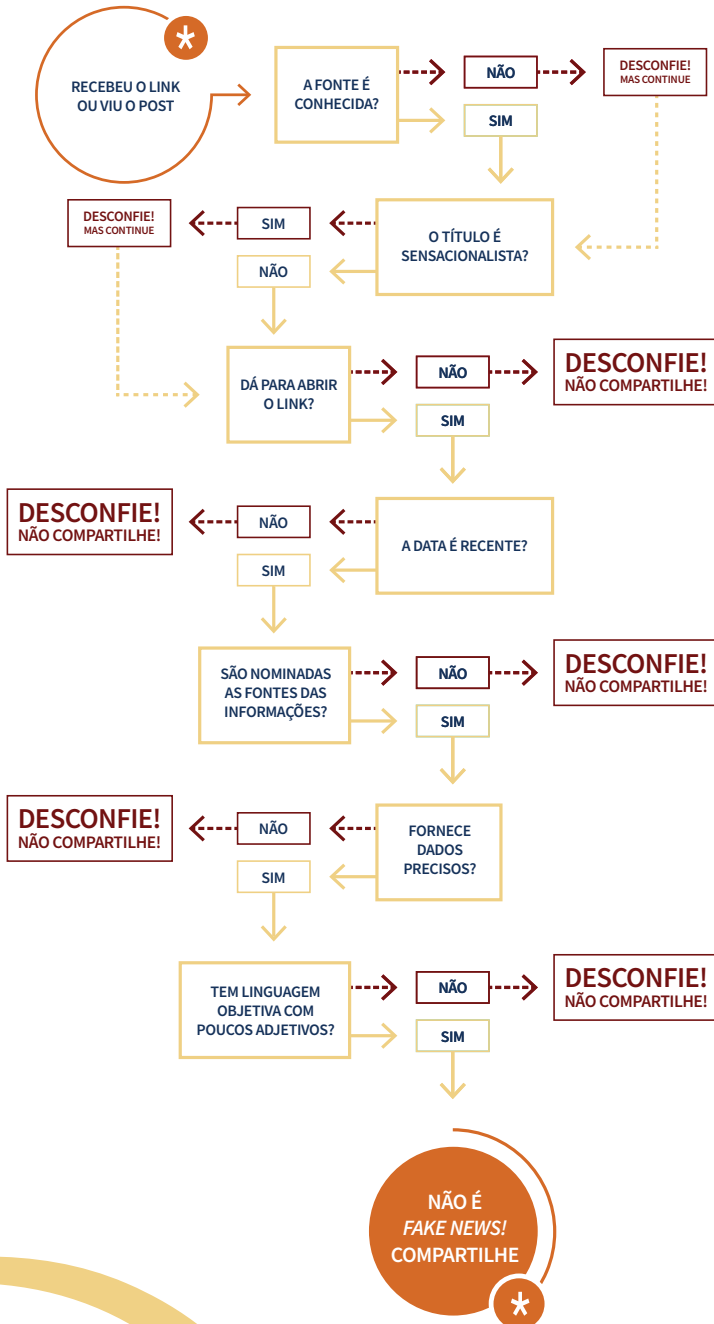 RECEBEU O LINK
OU VIU O POST
A FONTE É
CONHECIDA?
NÃO
DESCONFIE!
MAS CONTINUE
SIM
O TÍTULO É
SENSACIONALISTA?
SIM
DESCONFIE!
MAS CONTINUE
NÃO
DÁ PARA ABRIR
O LINK?
NÃO
DESCONFIE!
NÃO COMPARTILHE!
SIM
A DATA É RECENTE?
NÃO
DESCONFIE!
NÃO COMPARTILHE!
SIM
SÃO NOMINADAS
AS FONTES DAS
INFORMAÇÕES?
NÃO
DESCONFIE!
NÃO COMPARTILHE!
SIM
FORNECE
DADOS
PRECISOS?
NÃO
DESCONFIE!
NÃO COMPARTILHE!
SIM
TEM LINGUAGEM
OBJETIVA COM
POUCOS ADJETIVOS?
NÃO
DESCONFIE!
NÃO COMPARTILHE!
SIM
NÃO É
FAKE NEWS!
COMPARTILHE